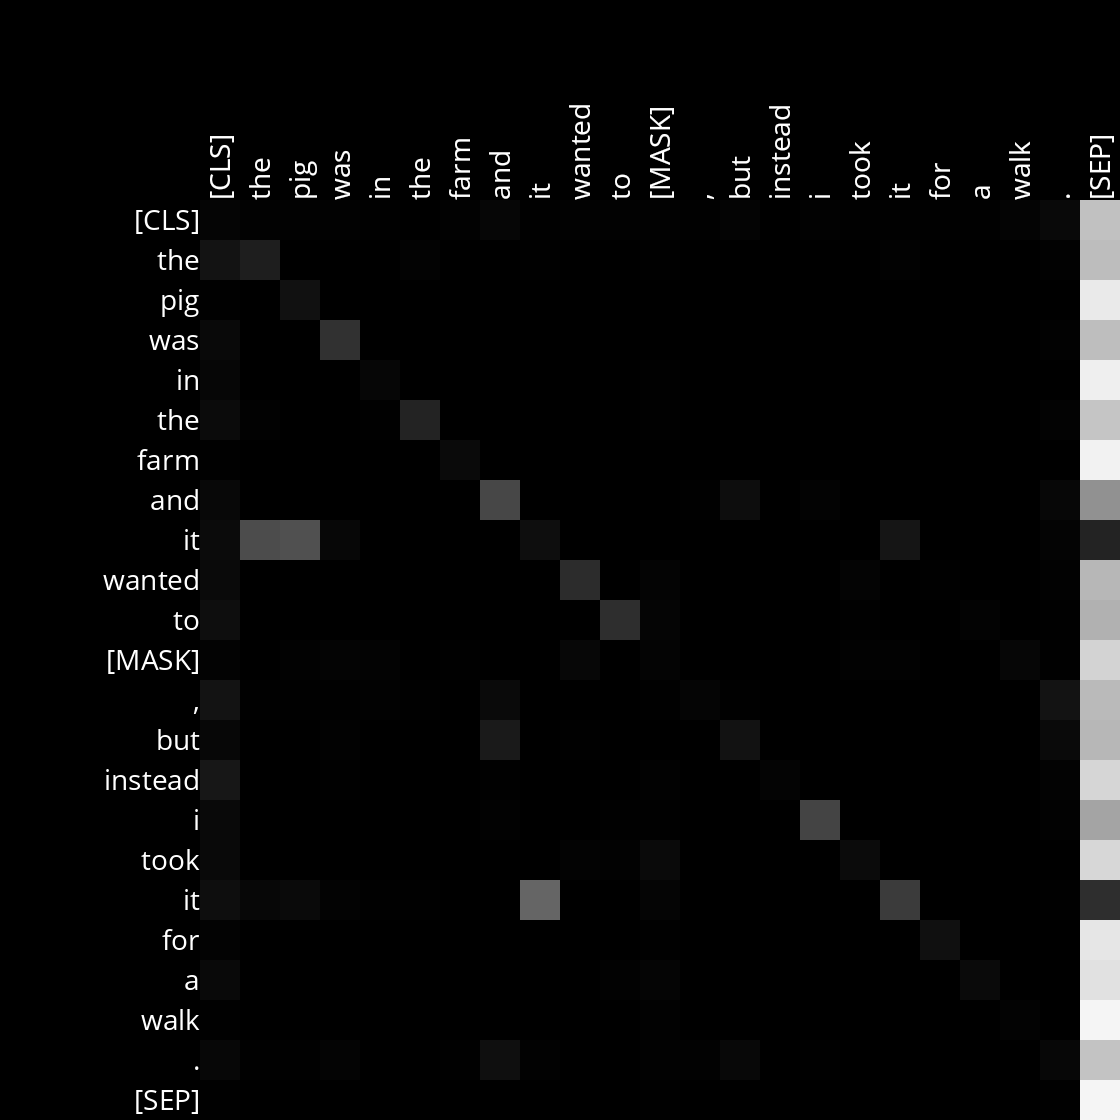 [CLS] the pig was in the farm and it wanted to [MASK] , but instead i took it for a walk . [SEP]
[CLS]
the
pig
was
in
the
farm
and
it
wanted
to
[MASK]
,
but
instead
i
took
it
for
a
walk
.
[SEP]